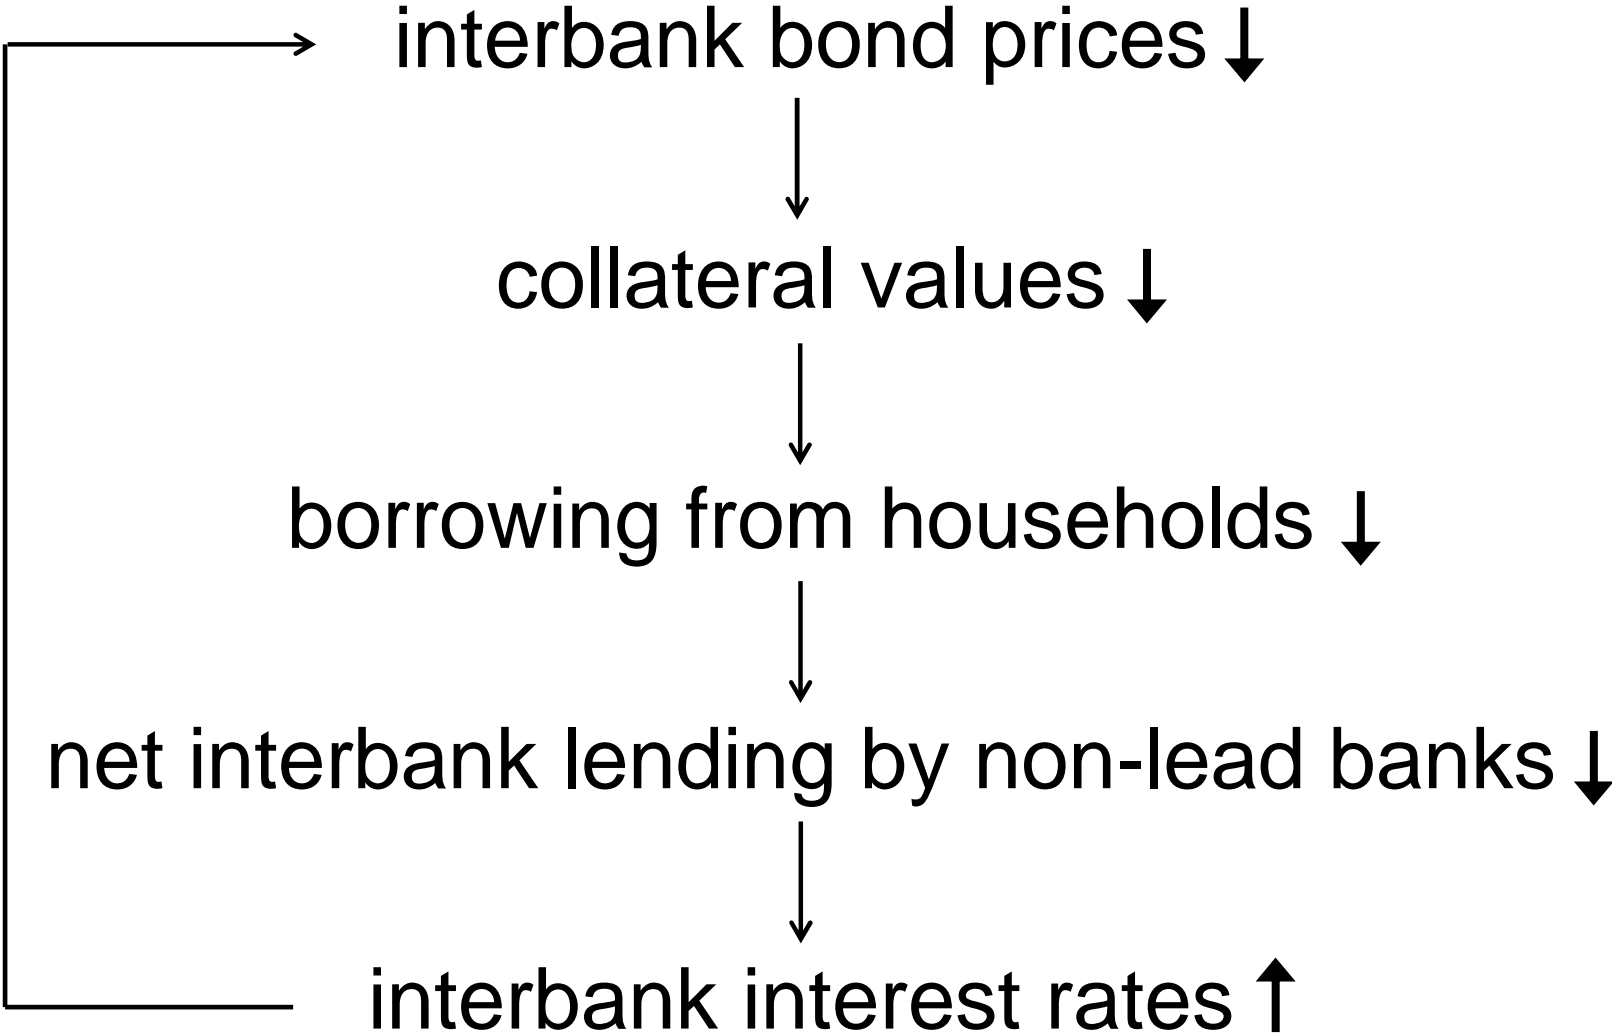 interbank bond prices ↓
collateral values ↓
borrowing from households ↓
net interbank lending by non-lead banks ↓
interbank interest rates ↑